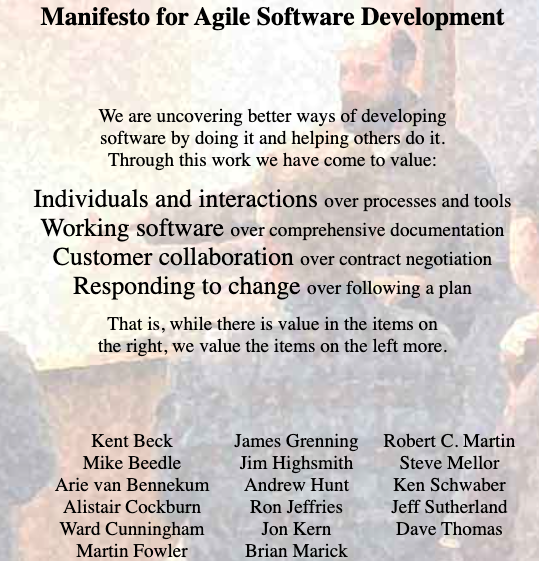 Manifesto for Agile Software Development
We are uncovering better ways of developing
software by doing it and helping others do it.
Through this work we have come to value:
Individuals and interactions over processes and tools
Working software over comprehensive documentation
Customer collaboration over contract negotiation
Responding to change over following a plan
That is, while there is value in the items on
the right, we value the items on the left more.
Kent Beck
Mike Beedle
Arie van Bennekum
Alistair Cockburn
Ward Cunningham
Martin Fowler
James Grenning
Jim Highsmith
Andrew Hunt
Ron Jeffries
Jon Kern
Brian Marick
Robert C. Martin
Steve Mellor
Ken Schwaber
Jeff Sutherland
Dave Thomas